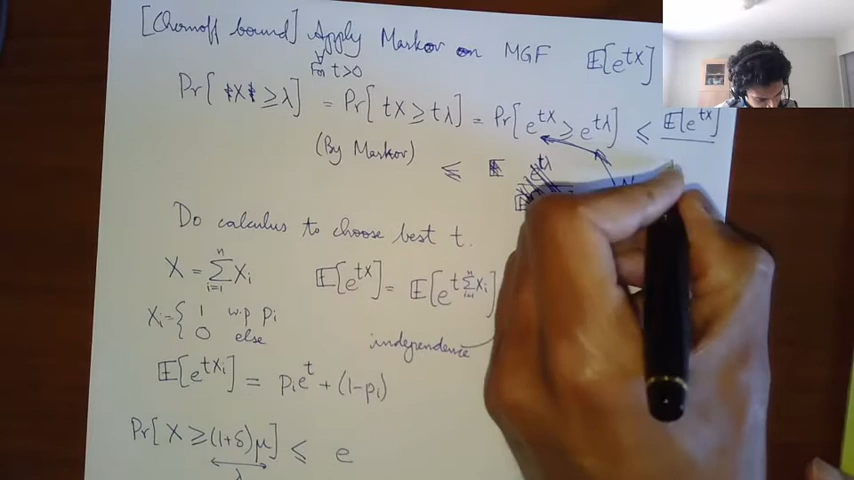 [Chernoff bound] Apply Markov on MGF 𝔼[e^{tX}]
For t>0
Pr[ X ≥ λ] = Pr[ tX ≥ tλ] = Pr[ e^{tX} ≥ e^{tλ}] ≤ 𝔼[e^{tX}]
(By Markov) ≤
Do calculus to choose best t.
X = Σ_{i=1}^{n} X_i 𝔼[e^{tX}] = 𝔼[e^{t Σ_{i=1}^{n} X_i}]
X_i = { 1 w.p p_i
0 else
independence
𝔼[e^{tX_i}] = p_i e^t + (1-p_i)
Pr[ X ≥ (1+δ)μ] ≤ e
λ